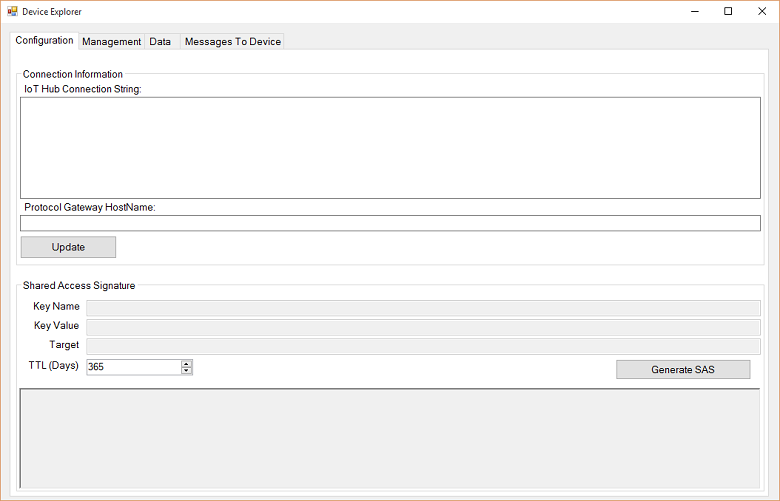 Device Explorer
Configuration Management Data Messages To Device
Connection Information
IoT Hub Connection String:
Protocol Gateway HostName:
Update
Shared Access Signature
Key Name
Key Value
Target
TTL (Days) 365 Generate SAS